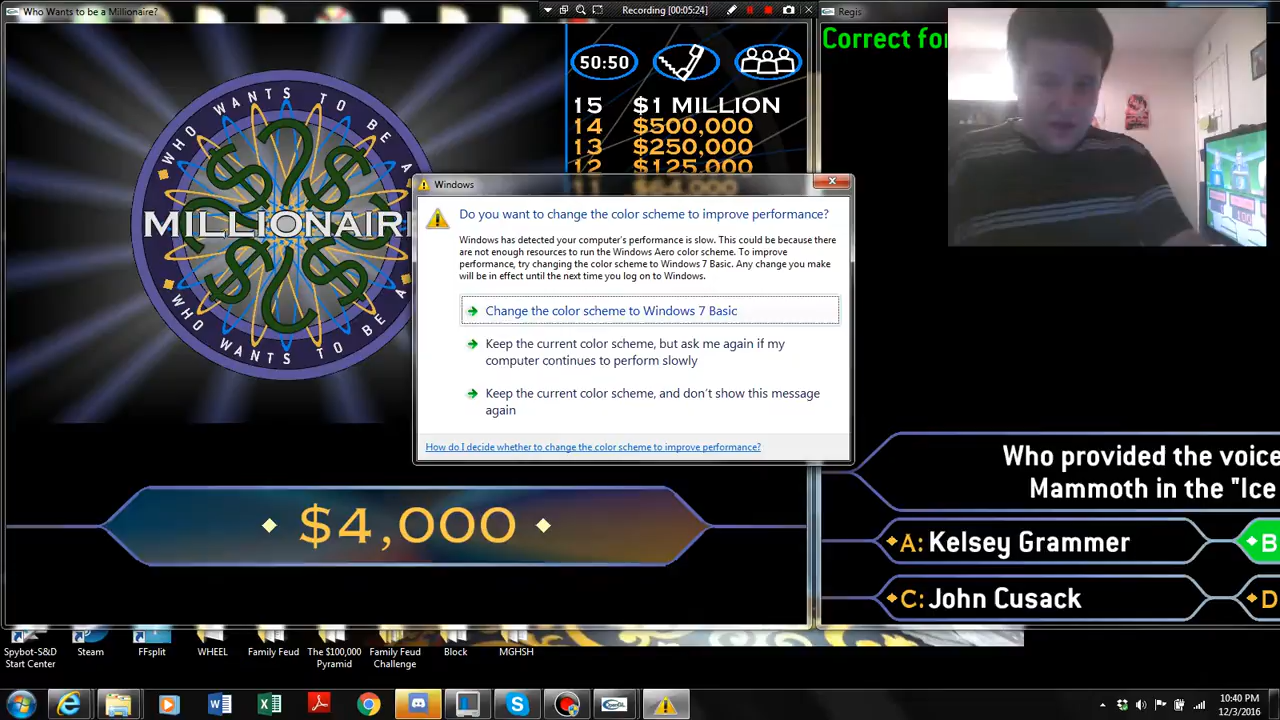 Who Wants to be a Millionaire?
Recording [00:05:24]
Regis
Correct for
WHO WANTS TO BE A
MILLIONAIR
WHO WANTS TO BE A
50:50
15 $1 MILLION
14 $500,000
13 $250,000
12 $125,000
11 $64,000
Windows
Do you want to change the color scheme to improve performance?
Windows has detected your computer's performance is slow. This could be because there
are not enough resources to run the Windows Aero color scheme. To improve
performance, try changing the color scheme to Windows 7 Basic. Any change you make
will be in effect until the next time you log on to Windows.
Change the color scheme to Windows 7 Basic
Keep the current color scheme, but ask me again if my
computer continues to perform slowly
Keep the current color scheme, and don't show this message
again
How do I decide whether to change the color scheme to improve performance?
$4,000
Who provided the voice
Mammoth in the "Ice
A: Kelsey Grammer
B
C: John Cusack
D
Spybot-S&D
Start Center
Steam
FFsplit
WHEEL
Family Feud
The $100,000
Pyramid
Family Feud
Challenge
Block
MGHSH
10:40 PM
12/3/2016